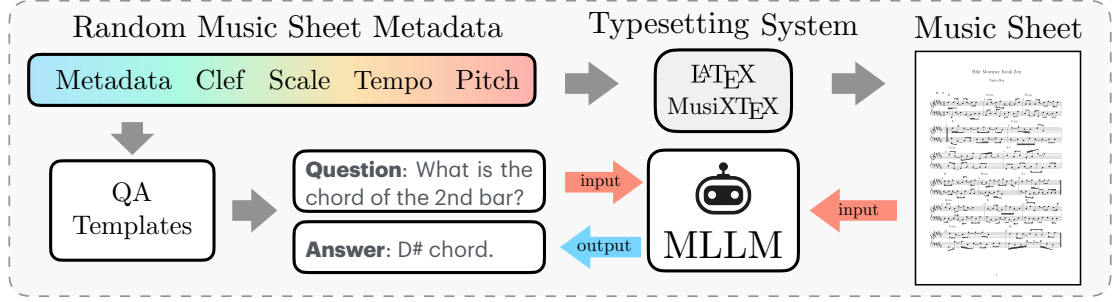 Random Music Sheet Metadata
Typesetting System
Music Sheet
Metadata Clef Scale Tempo Pitch
LATEX
MusiXTEX
QA
Templates
Question: What is the
chord of the 2nd bar?
Answer: D# chord.
input
output
MLLM
input